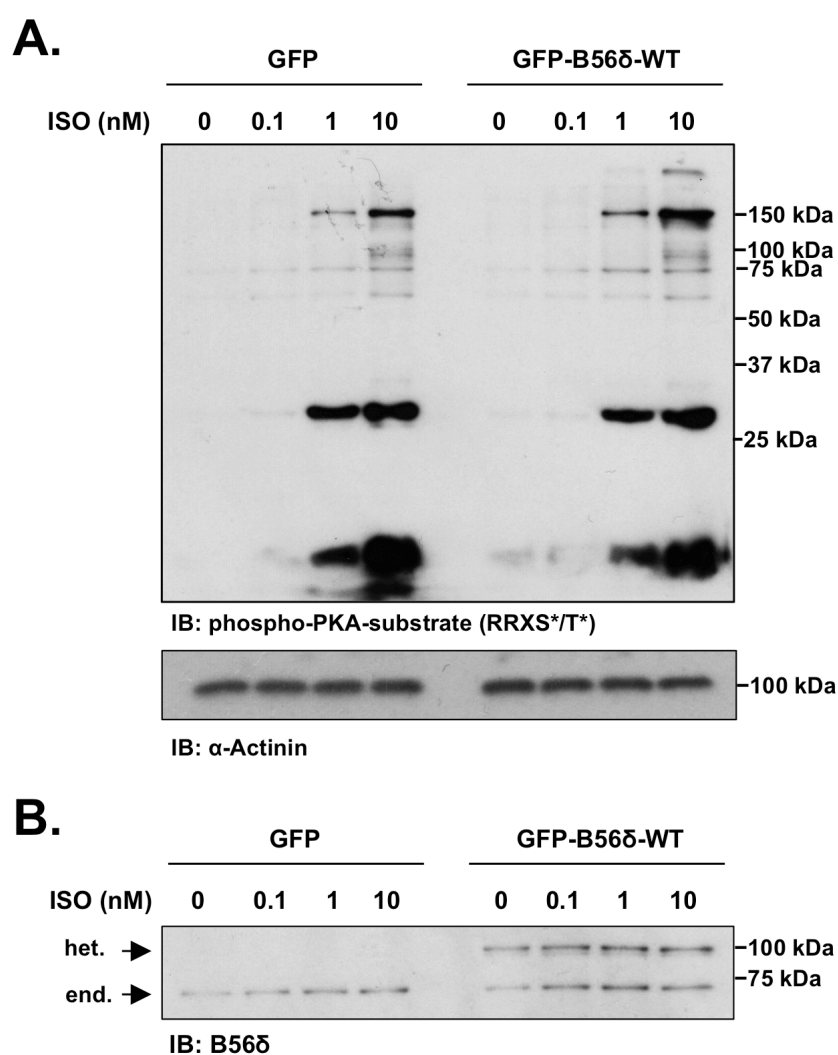 A.
GFP GFP-B56δ-WT
ISO (nM) 0 0.1 1 10 0 0.1 1 10
150 kDa
100 kDa
75 kDa
50 kDa
37 kDa
25 kDa
IB: phospho-PKA-substrate (RRXS*/T*)
100 kDa
IB: α-Actinin
B.
GFP GFP-B56δ-WT
ISO (nM) 0 0.1 1 10 0 0.1 1 10
het. 100 kDa
75 kDa
end.
IB: B56δ